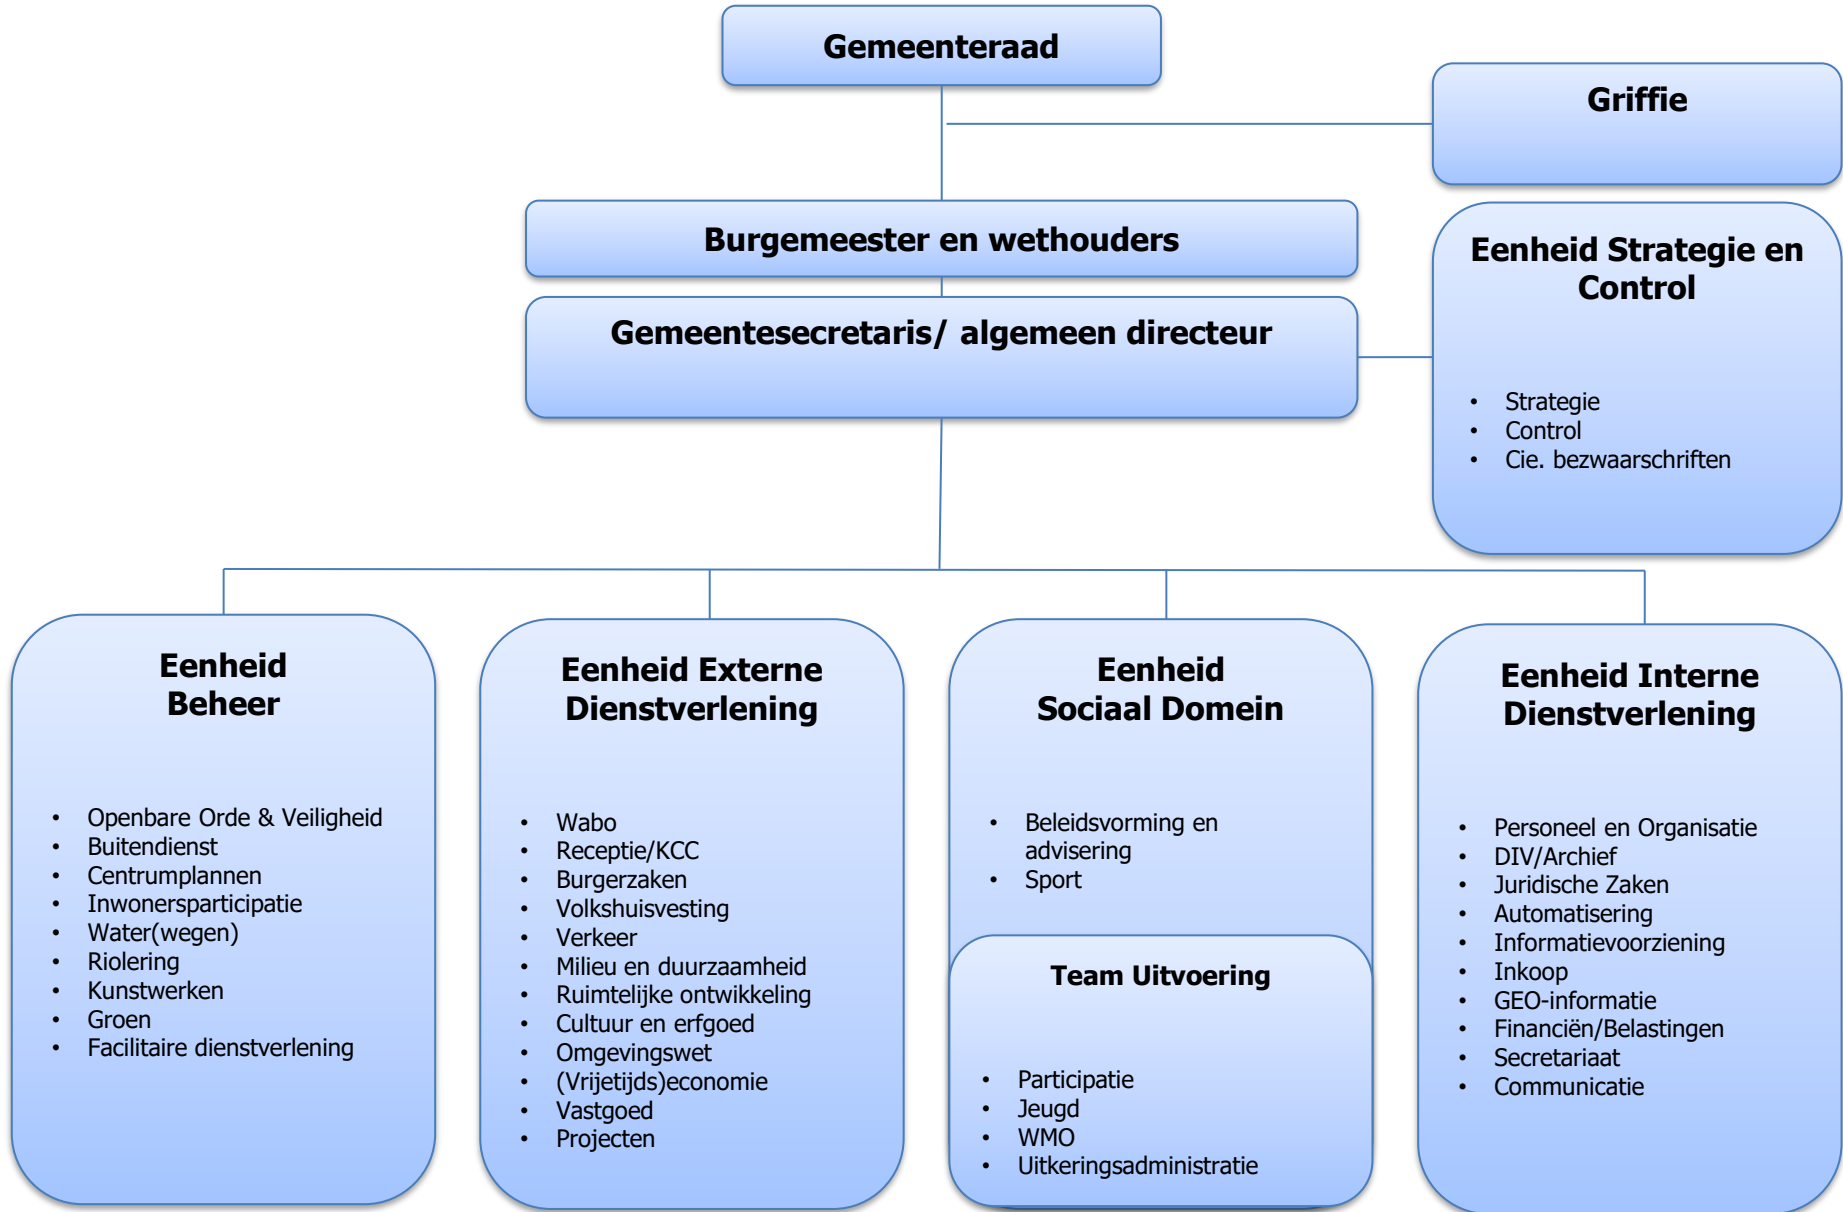 Gemeenteraad
Griffie
Burgemeester en wethouders
Gemeentesecretaris/ algemeen directeur
Eenheid Strategie en
Control
• Strategie
• Control
• Cie. bezwaarschriften
Eenheid
Beheer
• Openbare Orde & Veiligheid
• Buitendienst
• Centrumplannen
• Inwonersparticipatie
• Water(wegen)
• Riolering
• Kunstwerken
• Groen
• Facilitaire dienstverlening
Eenheid Externe
Dienstverlening
• Wabo
• Receptie/KCC
• Burgerzaken
• Volkshuisvesting
• Verkeer
• Milieu en duurzaamheid
• Ruimtelijke ontwikkeling
• Cultuur en erfgoed
• Omgevingswet
• (Vrijetijds)economie
• Vastgoed
• Projecten
Eenheid
Sociaal Domein
• Beleidsvorming en
advisering
• Sport
Team Uitvoering
• Participatie
• Jeugd
• WMO
• Uitkeringsadministratie
Eenheid Interne
Dienstverlening
• Personeel en Organisatie
• DIV/Archief
• Juridische Zaken
• Automatisering
• Informatievoorziening
• Inkoop
• GEO-informatie
• Financiën/Belastingen
• Secretariaat
• Communicatie